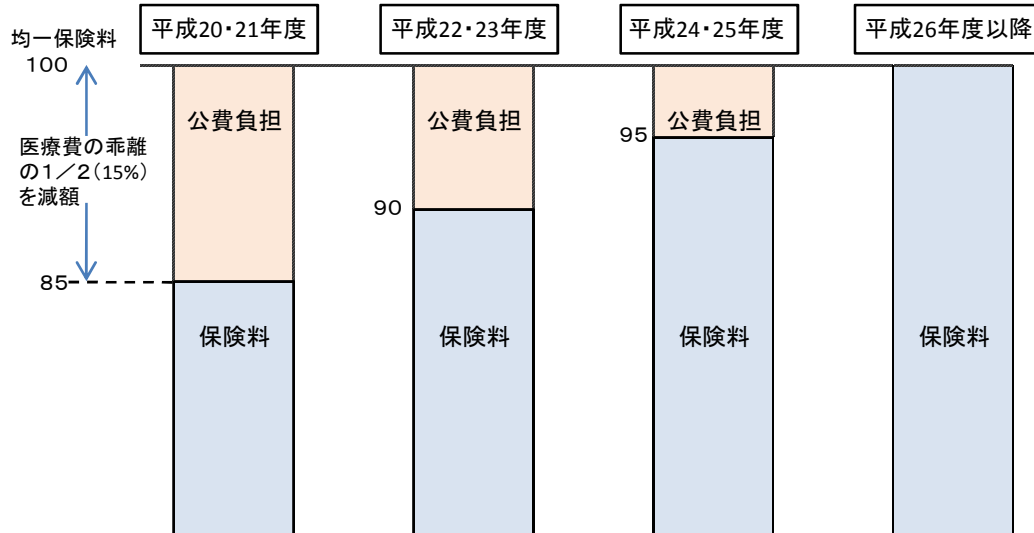 平成20・21年度
平成22・23年度
平成24・25年度
平成26年度以降
均一保険料
100
公費負担
公費負担
公費負担
95
医療費の乖離
の1/2(15%)
を減額
90
85
保険料
保険料
保険料
保険料